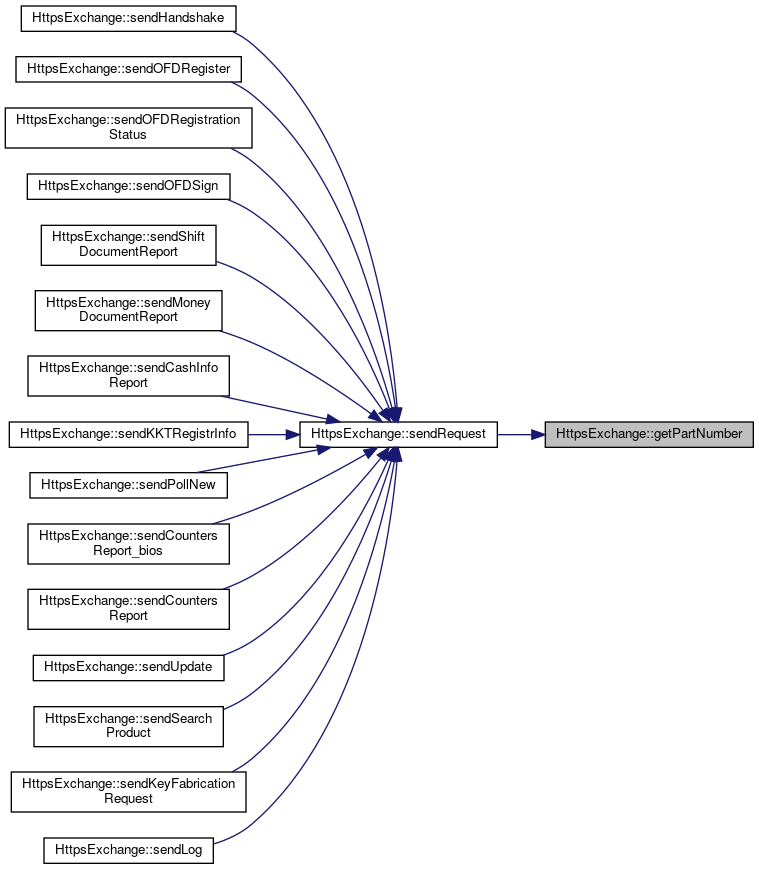 HttpsExchange::sendHandshake
HttpsExchange::sendOFDRegister
HttpsExchange::sendOFDRegistration
Status
HttpsExchange::sendOFDSign
HttpsExchange::sendShift
DocumentReport
HttpsExchange::sendMoney
DocumentReport
HttpsExchange::sendCashInfo
Report
HttpsExchange::sendKKTRegistrInfo
HttpsExchange::sendRequest
HttpsExchange::getPartNumber
HttpsExchange::sendPollNew
HttpsExchange::sendCounters
Report_bios
HttpsExchange::sendCounters
Report
HttpsExchange::sendUpdate
HttpsExchange::sendSearch
Product
HttpsExchange::sendKeyFabrication
Request
HttpsExchange::sendLog